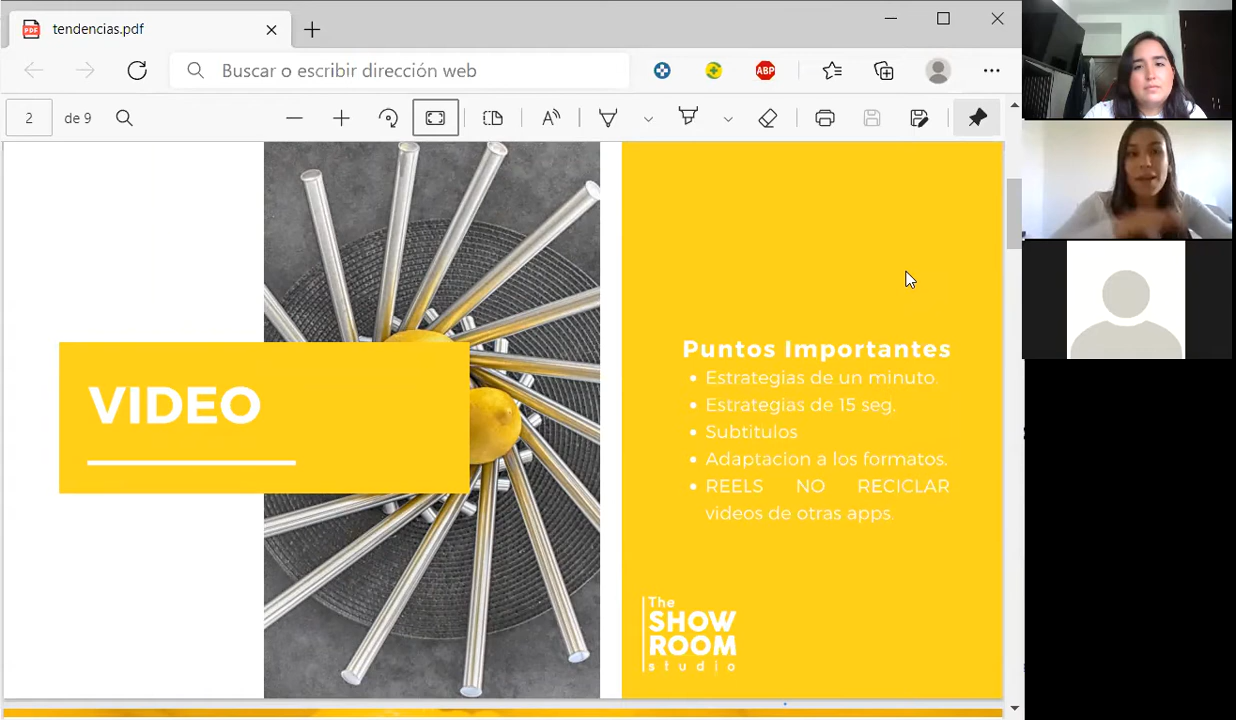 tendencias.pdf
Buscar o escribir dirección web
ABP
2 de 9
VIDEO
Puntos Importantes
Estrategias de un minuto.
Estrategias de 15 seg.
Subtitulos
Adaptacion a los formatos.
REELS NO RECICLAR
videos de otras apps.
The
SHOW
ROOM
studio